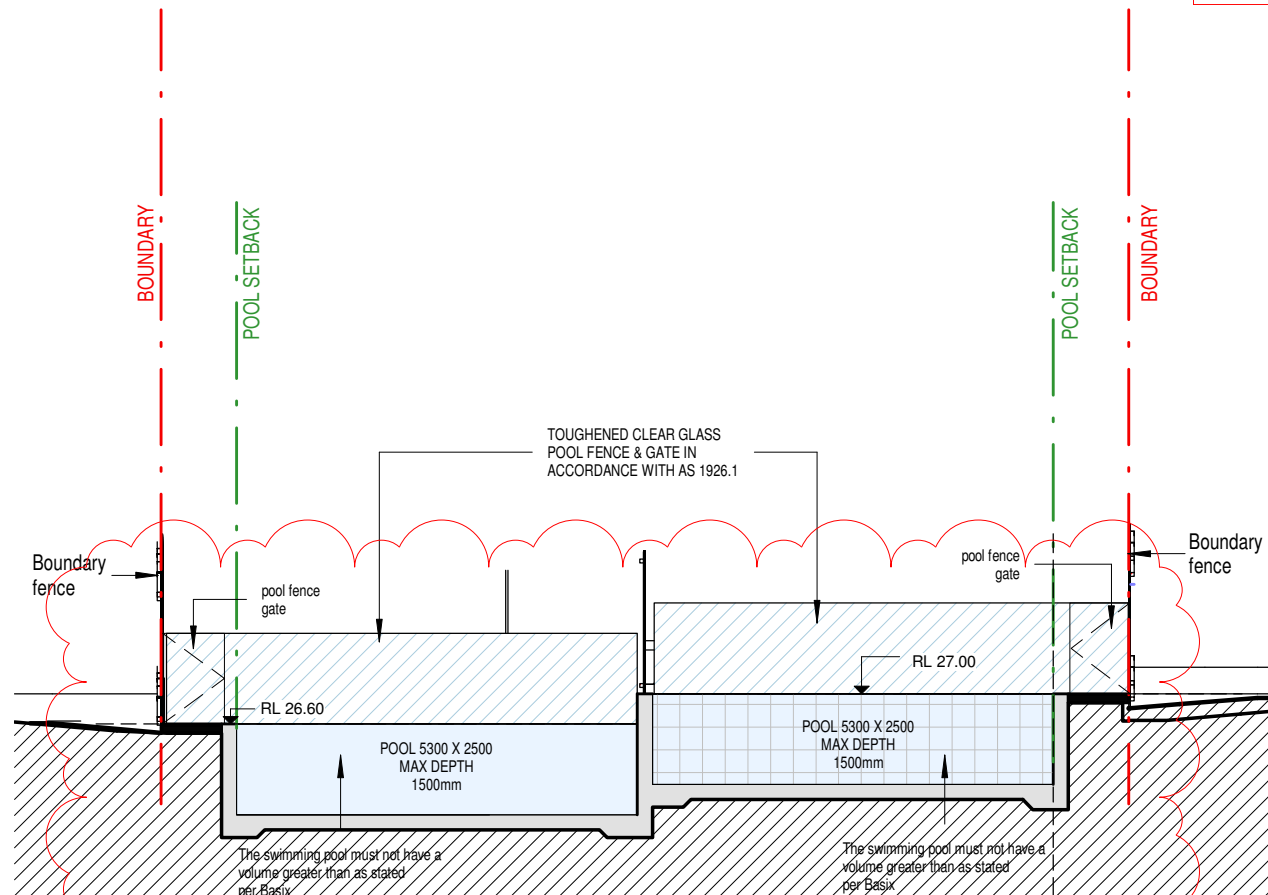 BOUNDARY
POOL SETBACK
POOL SETBACK
BOUNDARY
TOUGHENED CLEAR GLASS
POOL FENCE & GATE IN
ACCORDANCE WITH AS 1926.1
Boundary
fence
pool fence
gate
pool fence
gate
Boundary
fence
RL 26.60
RL 27.00
POOL 5300 X 2500
MAX DEPTH
1500mm
POOL 5300 X 2500
MAX DEPTH
1500mm
The swimming pool must not have a
volume greater than as stated
per Basix
The swimming pool must not have a
volume greater than as stated
per Basix